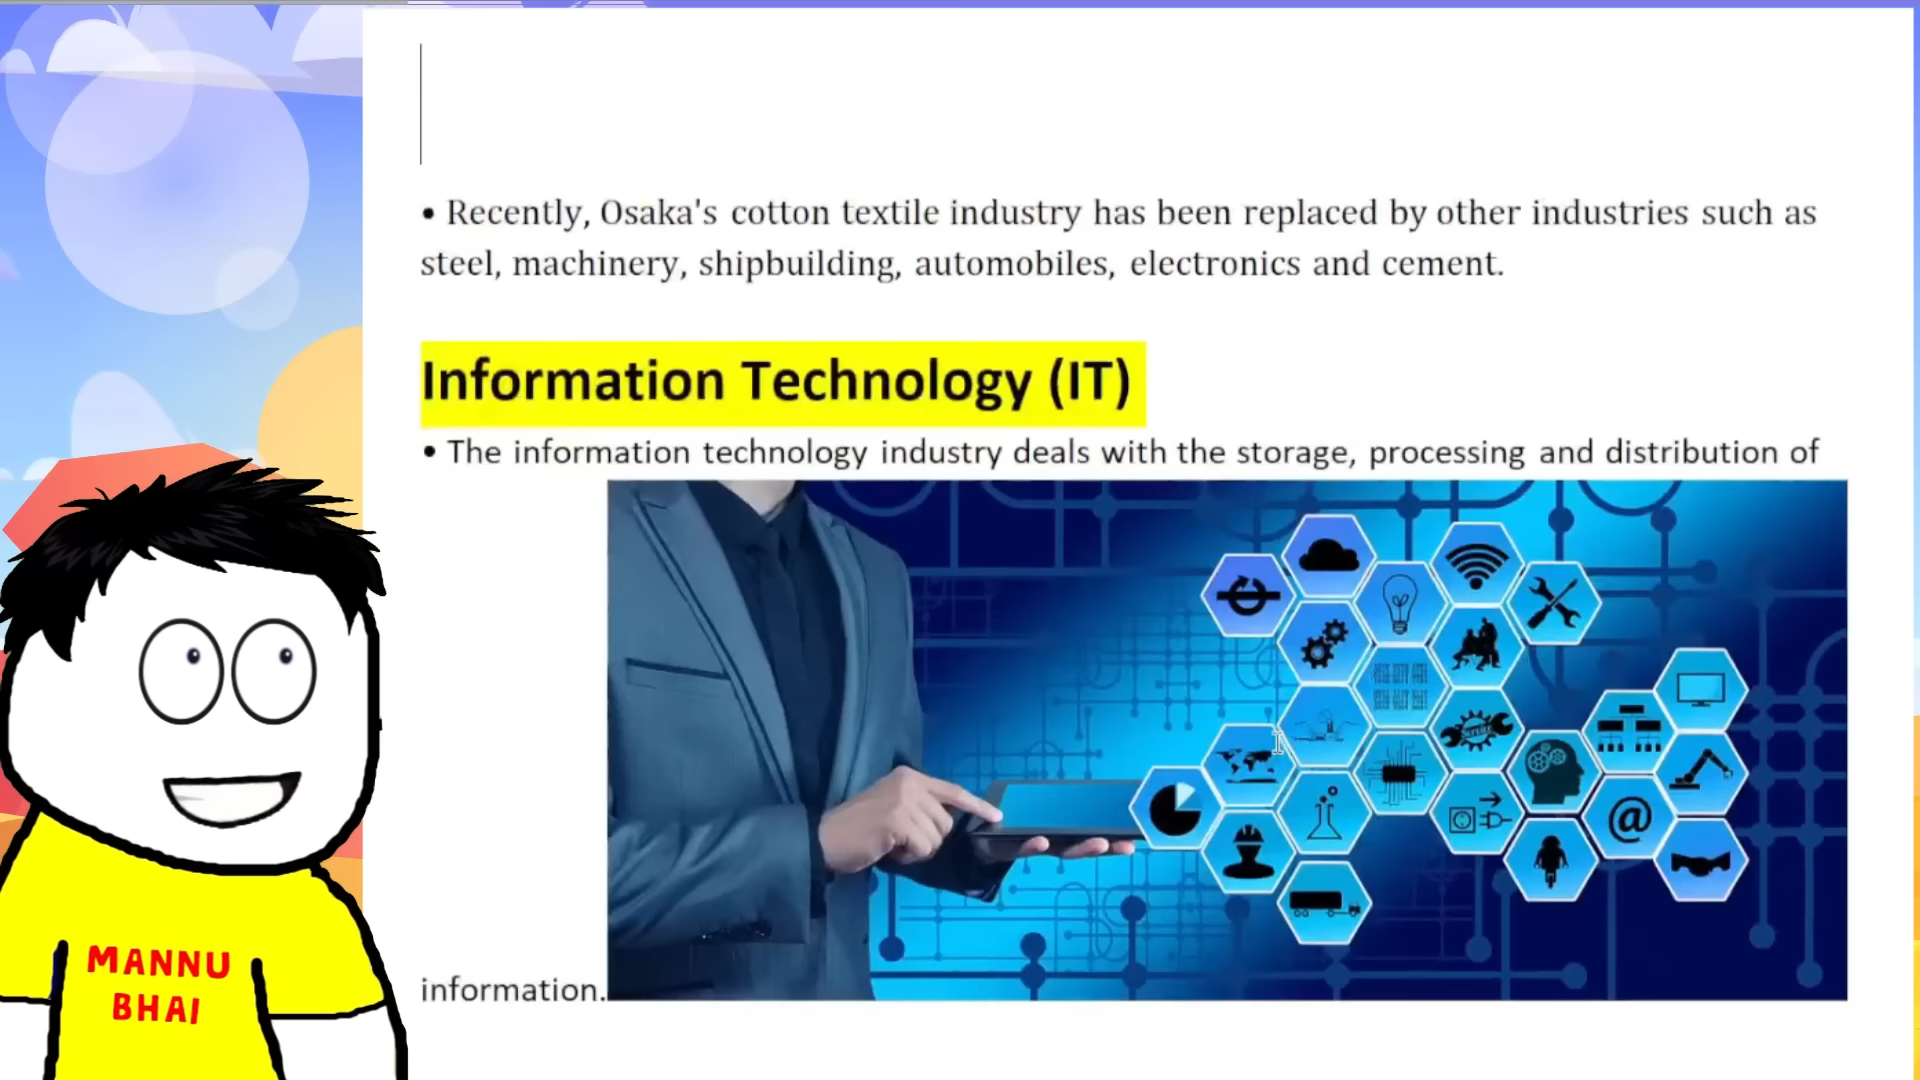 • Recently, Osaka's cotton textile industry has been replaced by other industries such as
steel, machinery, shipbuilding, automobiles, electronics and cement.
Information Technology (IT)
• The information technology industry deals with the storage, processing and distribution of
information.
@
MANNU
BHAI